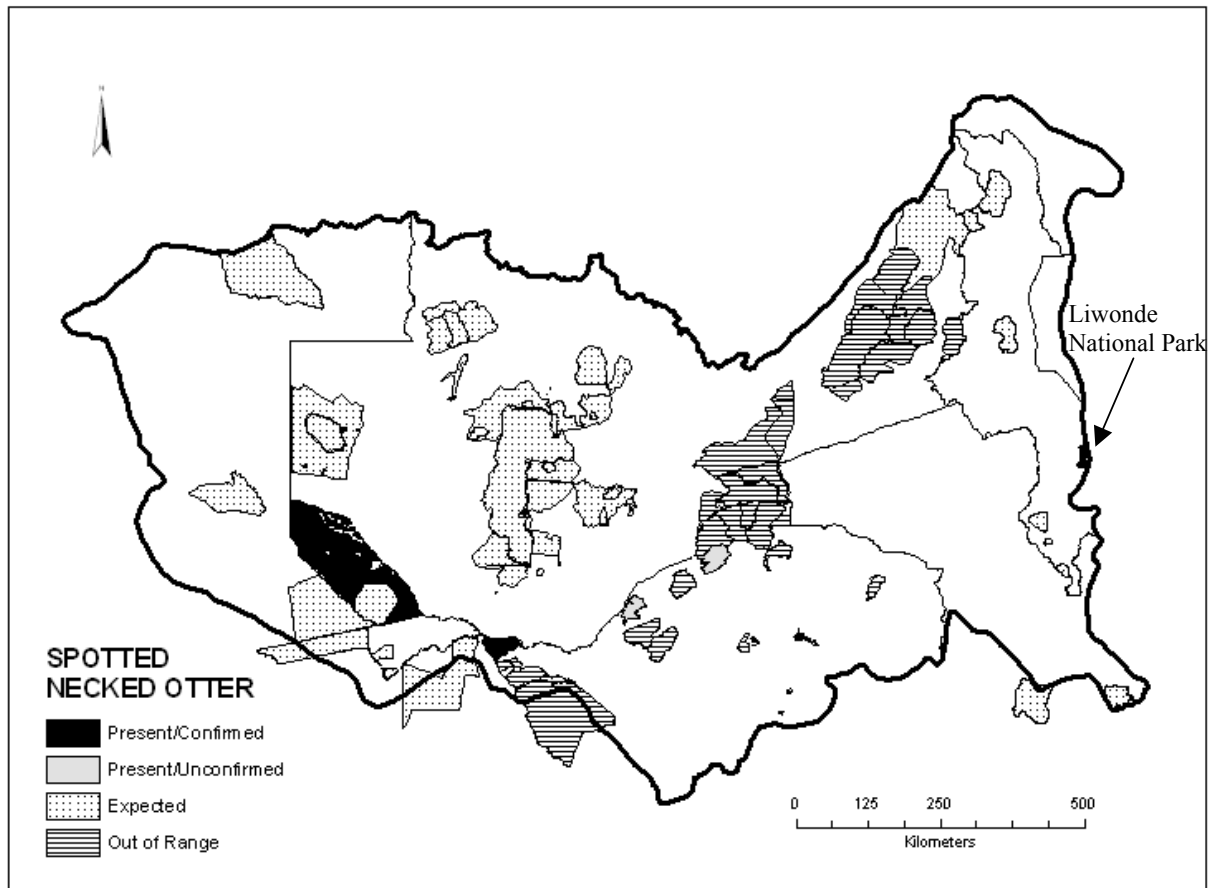 N
Liwonde
National Park
SPOTTED
NECKED OTTER
Present/Confirmed
Present/Unconfirmed
Expected
Out of Range
0 125 250 500
Kilometers